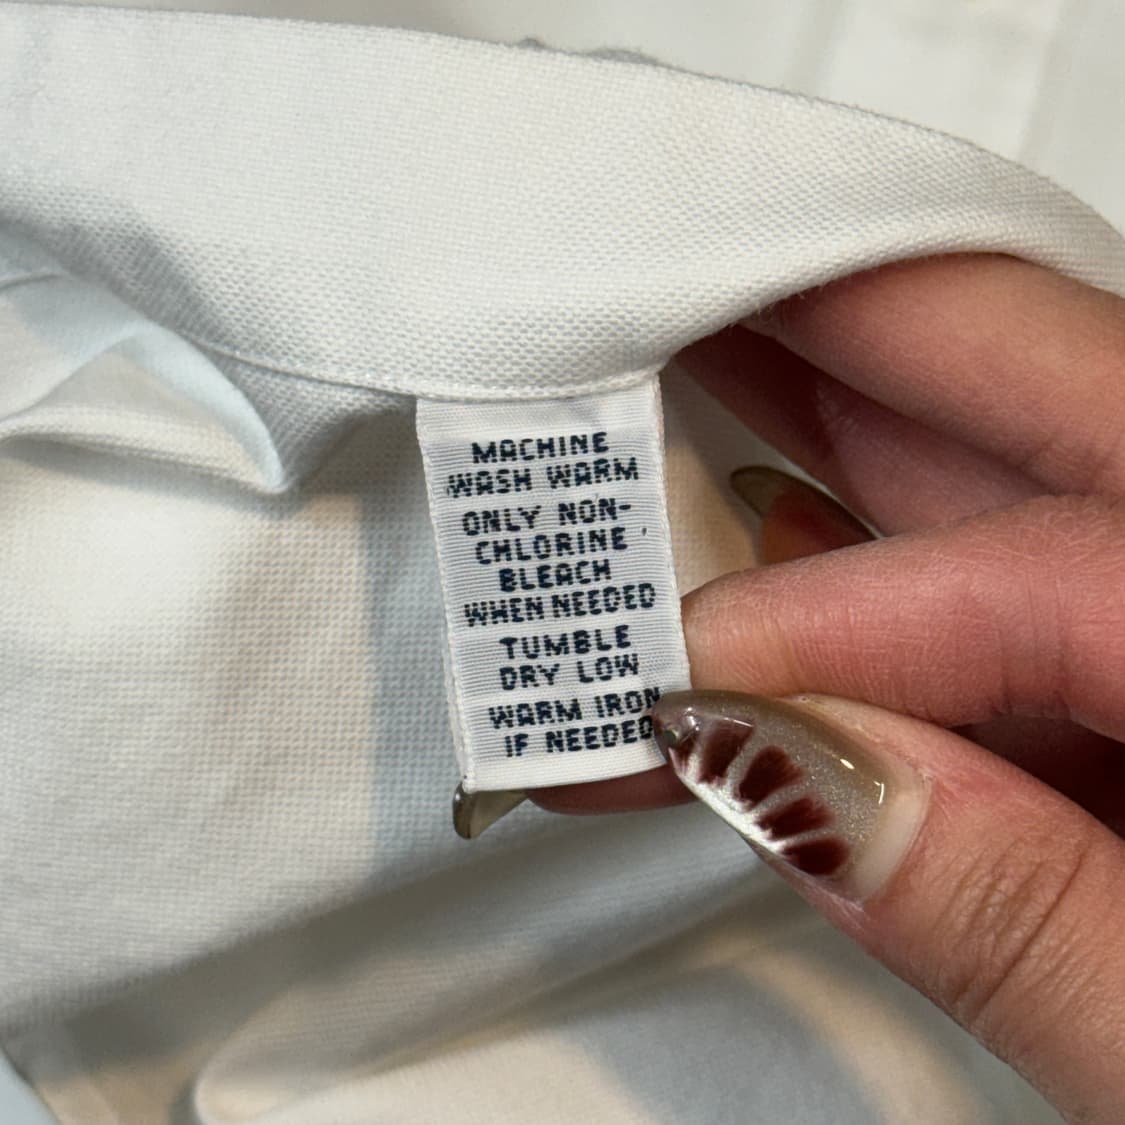 MACHINE
WASH WARM
ONLY NON-
CHLORINE
BLEACH
WHEN NEEDED
TUMBLE
DRY LOW
WARM IRON
IF NEEDED